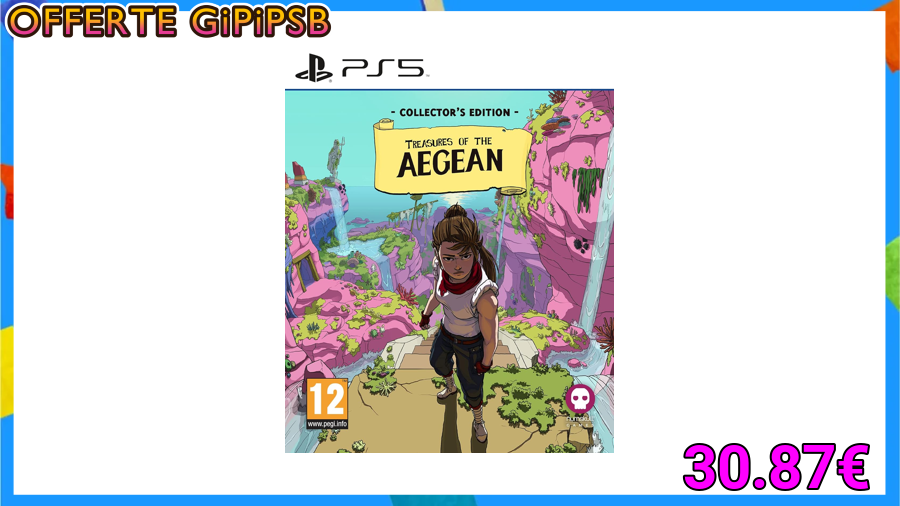 OFFERTE GiPiPSB
PS5
- COLLECTOR'S EDITION -
TREASURES OF THE
AEGEAN
12
www.pegi.info
30.87€